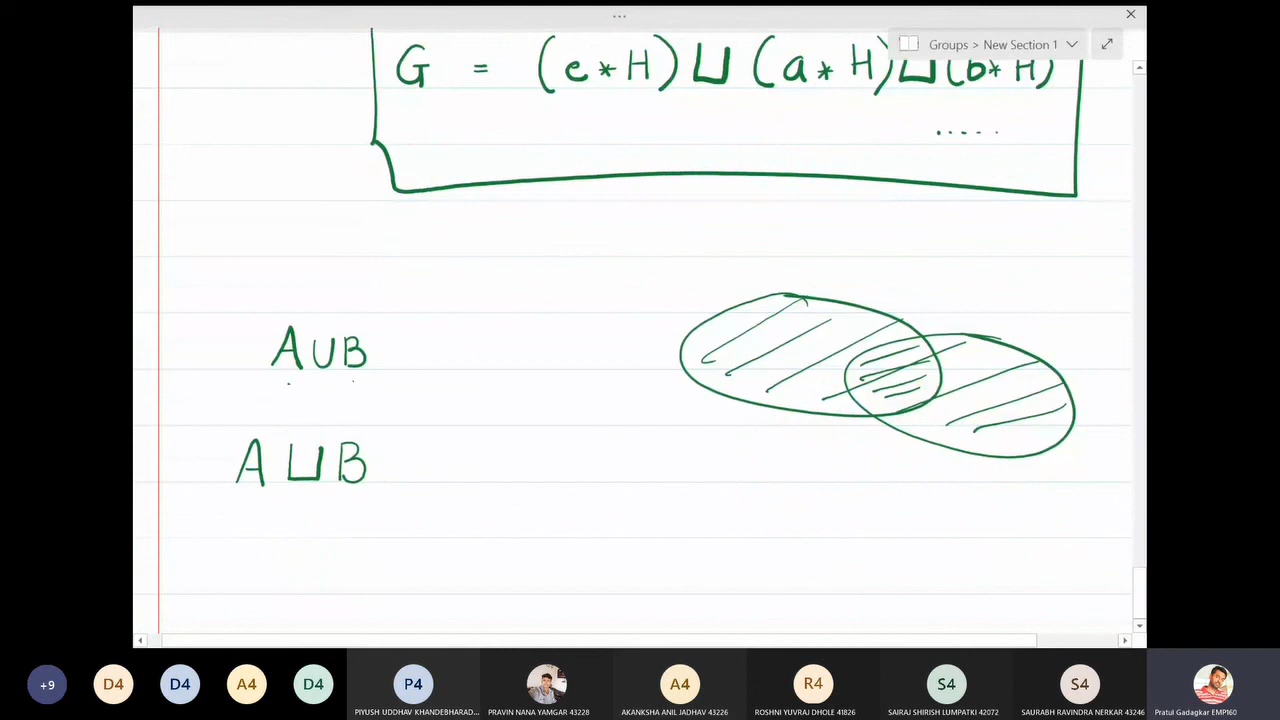 Groups > New Section 1
G = (e * H) ⊔ (a * H) ⊔ (b * H)
.....
A ∪ B
A ⊔ B
+9 D4 D4 A4 D4 P4 A4 R4 S4 S4
PIYUSH UDDHAV KHANDEBHARAD... PRAVIN NANA YAMGAR 43228 AKANKSHA ANIL JADHAV 43226 ROSHNI YUVRAJ DHOLE 41826 SAIRAJ SHIRISH LUMPATKI 42072 SAURABH RAVINDRA NERKAR 43246 Pratul Gadagkar EMP160